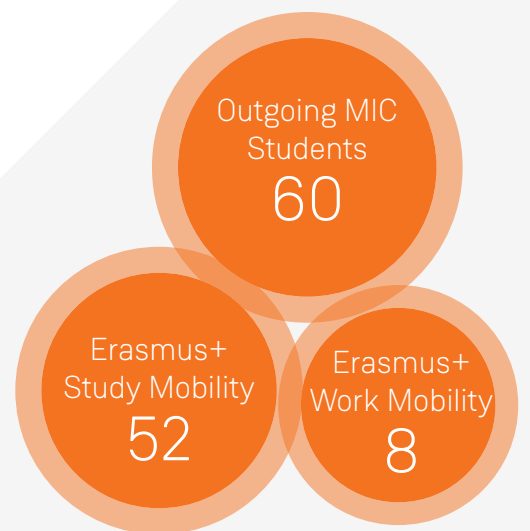 Outgoing MIC
Students
60
Erasmus+
Study Mobility
52
Erasmus+
Work Mobility
8